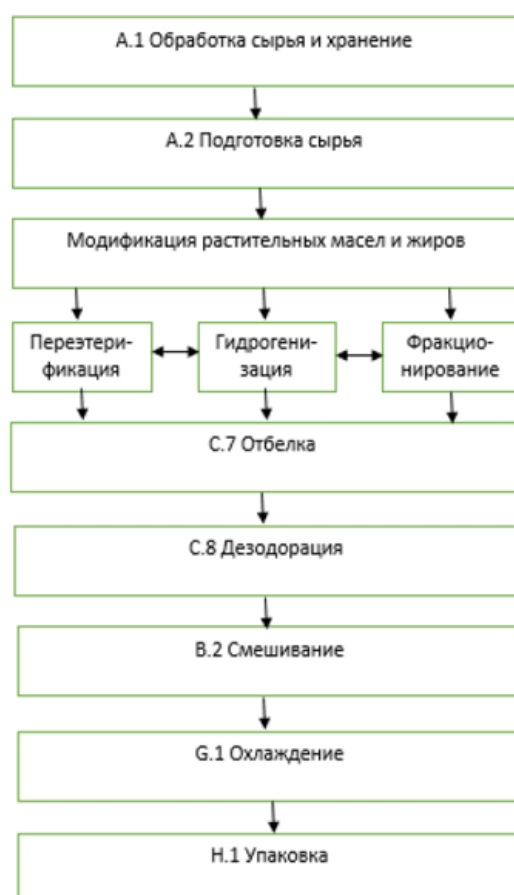 А.1 Обработка сырья и хранение
А.2 Подготовка сырья
Модификация растительных масел и жиров
Переэтери-
фикация
Гидрогени-
зация
Фракцио-
нирование
С.7 Отбелка
С.8 Дезодорация
В.2 Смешивание
G.1 Охлаждение
Н.1 Упаковка